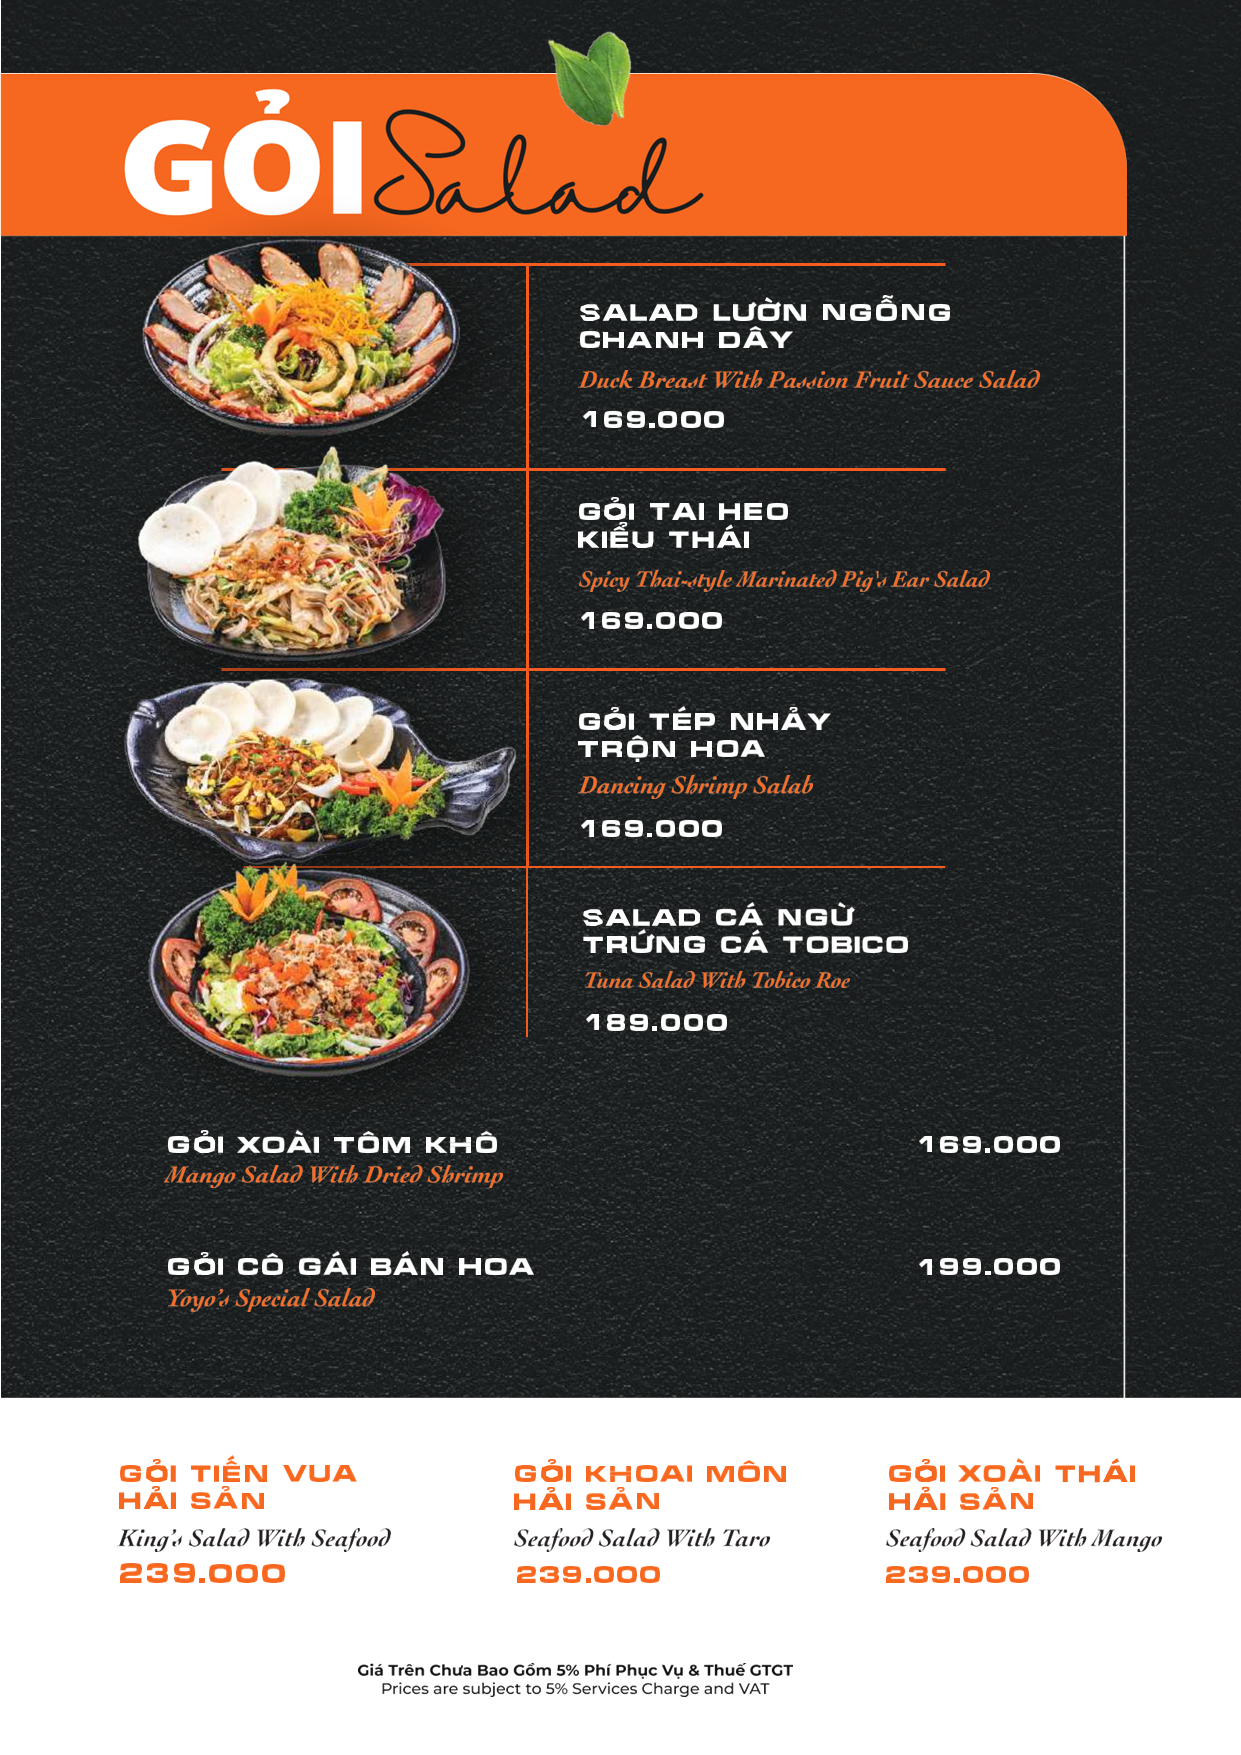 GỎI Salad
SALAD LƯỜN NGỖNG
CHANH DÂY
Duck Breast With Passion Fruit Sauce Salad
169.000
GỎI TAI HEO
KIỂU THÁI
Spicy Thai-style Marinated Pig's Ear Salad
169.000
GỎI TÉP NHẢY
TRỘN HOA
Dancing Shrimp Salab
169.000
SALAD CÁ NGỪ
TRỨNG CÁ TOBICO
Tuna Salad With Tobico Roe
189.000
GỎI XOÀI TÔM KHÔ 169.000
Mango Salad With Dried Shrimp
GỎI CÔ GÁI BÁN HOA 199.000
Yoyo's Special Salad
GỎI TIẾN VUA
HẢI SẢN
King's Salad With Seafood
239.000
GỎI KHOAI MÔN
HẢI SẢN
Seafood Salad With Taro
239.000
GỎI XOÀI THÁI
HẢI SẢN
Seafood Salad With Mango
239.000
Giá Trên Chưa Bao Gồm 5% Phí Phục Vụ & Thuế GTGT
Prices are subject to 5% Services Charge and VAT